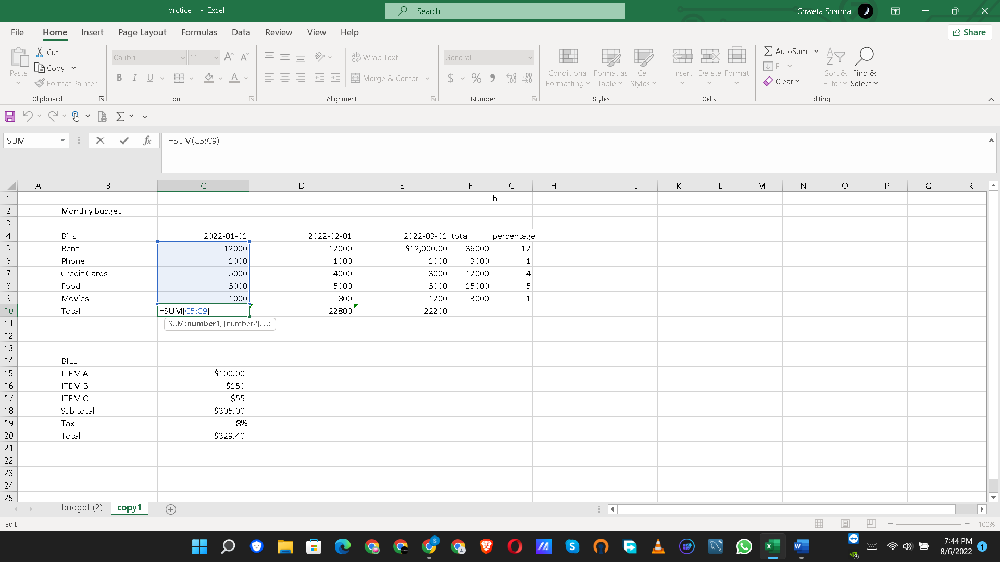 prctice1 - Excel
Search
Shweta Sharma
File Home Insert Page Layout Formulas Data Review View Help
Share
Paste
Cut
Copy
Format Painter
Clipboard
Calibri 11
B I U
Font
Wrap Text
Merge & Center
Alignment
General
$ % 9 .00 .00
Number
Conditional Formatting
Format as Table
Cell Styles
Styles
Insert Delete Format
Cells
AutoSum
Fill
Clear
Sort & Filter
Find & Select
Editing
SUM
fx
=SUM(C5:C9)
A B C D E F G H I J K L M N O P Q R
1 h
2 Monthly budget
3
4 Bills 2022-01-01 2022-02-01 2022-03-01 total percentage
5 Rent 12000 12000 $12,000.00 36000 12
6 Phone 1000 1000 1000 3000 1
7 Credit Cards 5000 4000 3000 12000 4
8 Food 5000 5000 5000 15000 5
9 Movies 1000 800 1200 3000 1
10 Total =SUM(C5:C9) 22800 22200
11 SUM(number1, [number2], ...)
12
13
14 BILL
15 ITEM A $100.00
16 ITEM B $150
17 ITEM C $55
18 Sub total $305.00
19 Tax 8%
20 Total $329.40
21
22
23
24
25
budget (2) copy1
Edit
100%
7:44 PM
8/6/2022
1